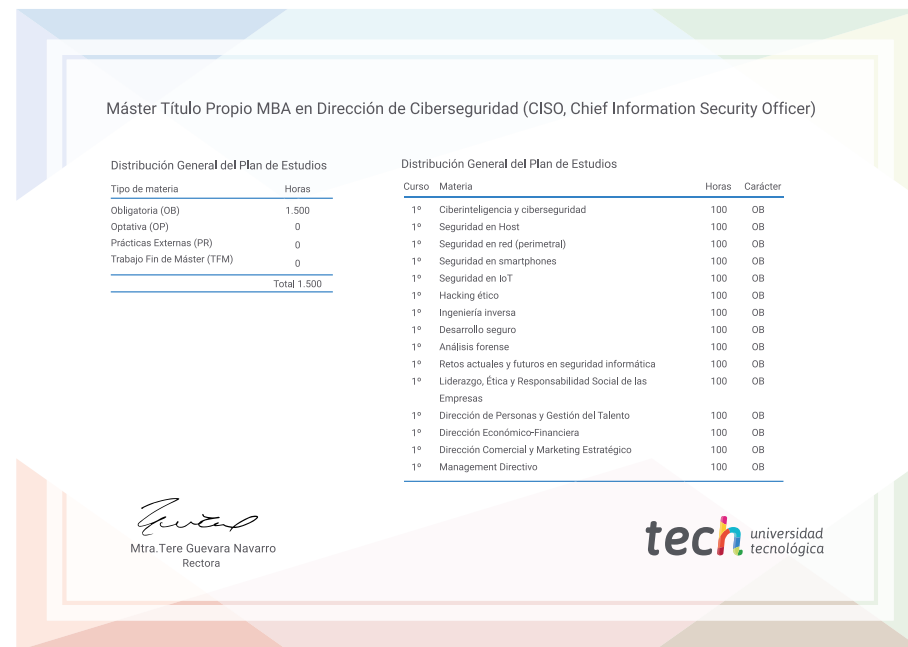 Máster Título Propio MBA en Dirección de Ciberseguridad (CISO, Chief Information Security Officer)
Distribución General del Plan de Estudios
Tipo de materia Horas
Obligatoria (OB) 1.500
Optativa (OP) 0
Prácticas Externas (PR) 0
Trabajo Fin de Máster (TFM) 0
Total 1.500
Distribución General del Plan de Estudios
Curso Materia Horas Carácter
1º Ciberinteligencia y ciberseguridad 100 OB
1º Seguridad en Host 100 OB
1º Seguridad en red (perimetral) 100 OB
1º Seguridad en smartphones 100 OB
1º Seguridad en IoT 100 OB
1º Hacking ético 100 OB
1º Ingeniería inversa 100 OB
1º Desarrollo seguro 100 OB
1º Análisis forense 100 OB
1º Retos actuales y futuros en seguridad informática 100 OB
1º Liderazgo, Ética y Responsabilidad Social de las 100 OB
Empresas
1º Dirección de Personas y Gestión del Talento 100 OB
1º Dirección Económico-Financiera 100 OB
1º Dirección Comercial y Marketing Estratégico 100 OB
1º Management Directivo 100 OB
Mtra.Tere Guevara Navarro
Rectora
tech universidad
tecnológica